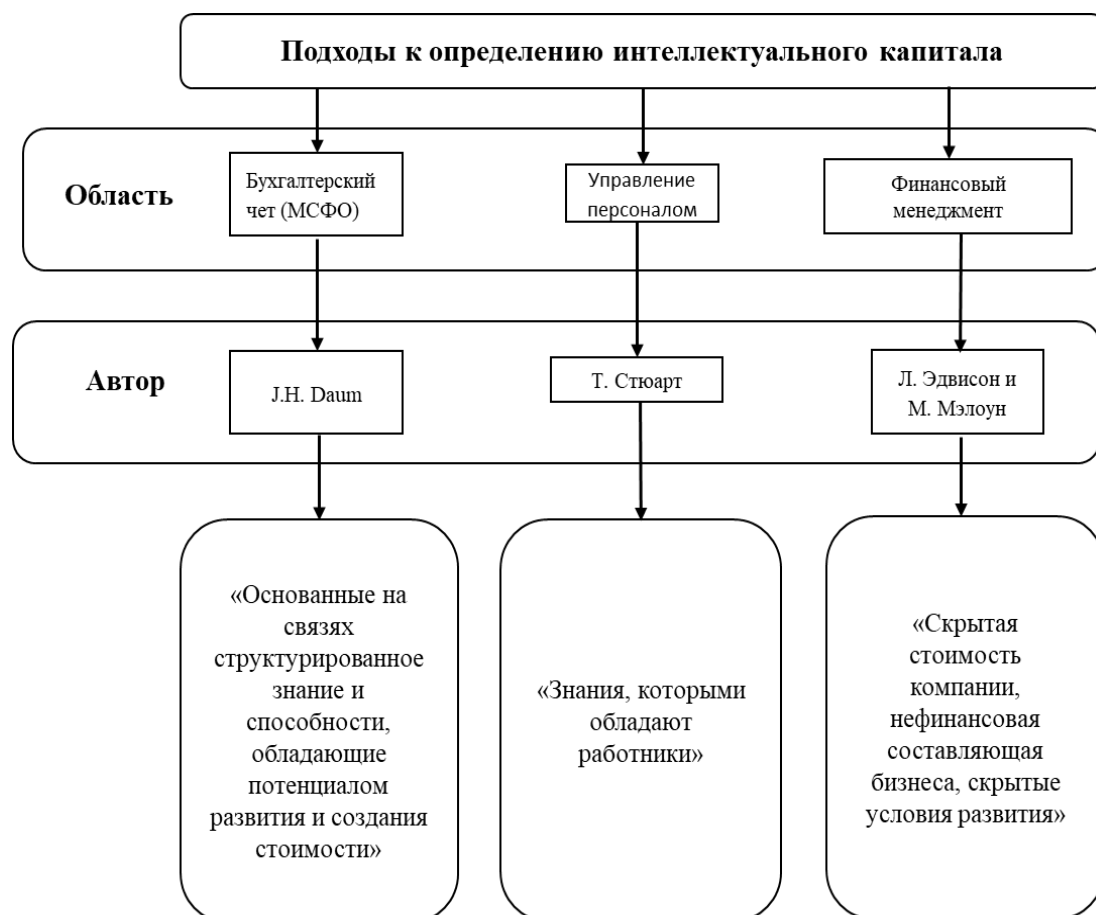 Подходы к определению интеллектуального капитала
Область
Бухгалтерский
чет (МСФО)
Управление
персоналом
Финансовый
менеджмент
Автор
J.H. Daum
Т. Стюарт
Л. Эдвисон и
М. Мэлоун
«Основанные на
связях
структурированное
знание и
способности,
обладающие
потенциалом
развития и создания
стоимости»
«Знания, которыми
обладают
работники»
«Скрытая
стоимость
компании,
нефинансовая
составляющая
бизнеса, скрытые
условия развития»